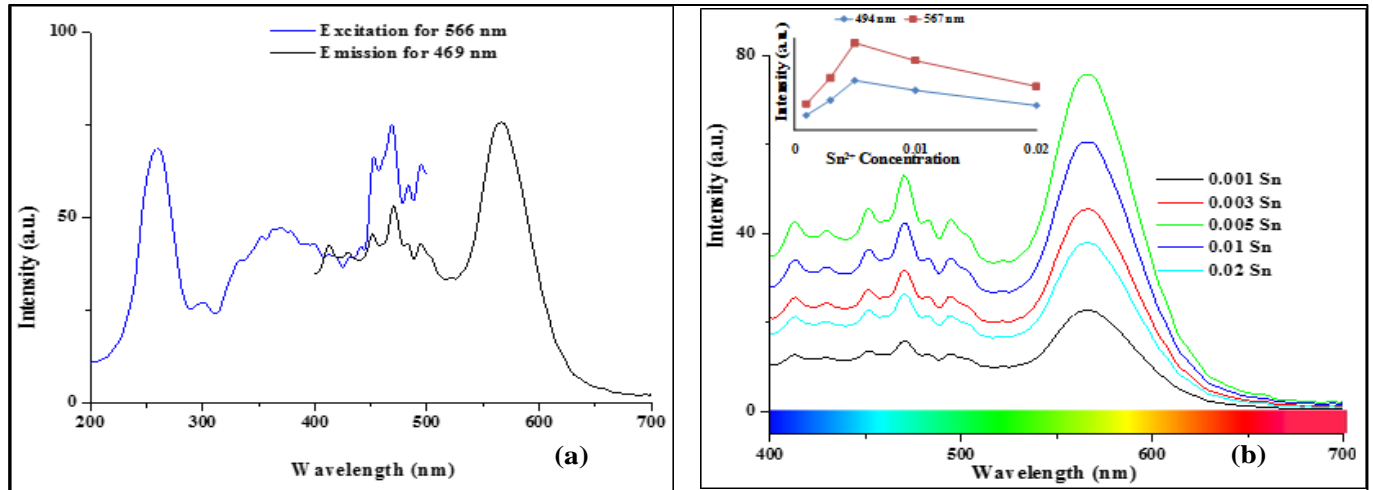 100
Excitation for 566 nm
Emission for 469 nm
Intensity (a.u.)
50
0
200
300
400
500
600
700
Wavelength (nm)
(a)
494 nm
567 nm
Intensity (a.u.)
0
0.01
0.02
Sn²⁺ Concentration
80
Intensity (a.u.)
40
0
0.001 Sn
0.003 Sn
0.005 Sn
0.01 Sn
0.02 Sn
400
500
600
700
Wavelength (nm)
(b)